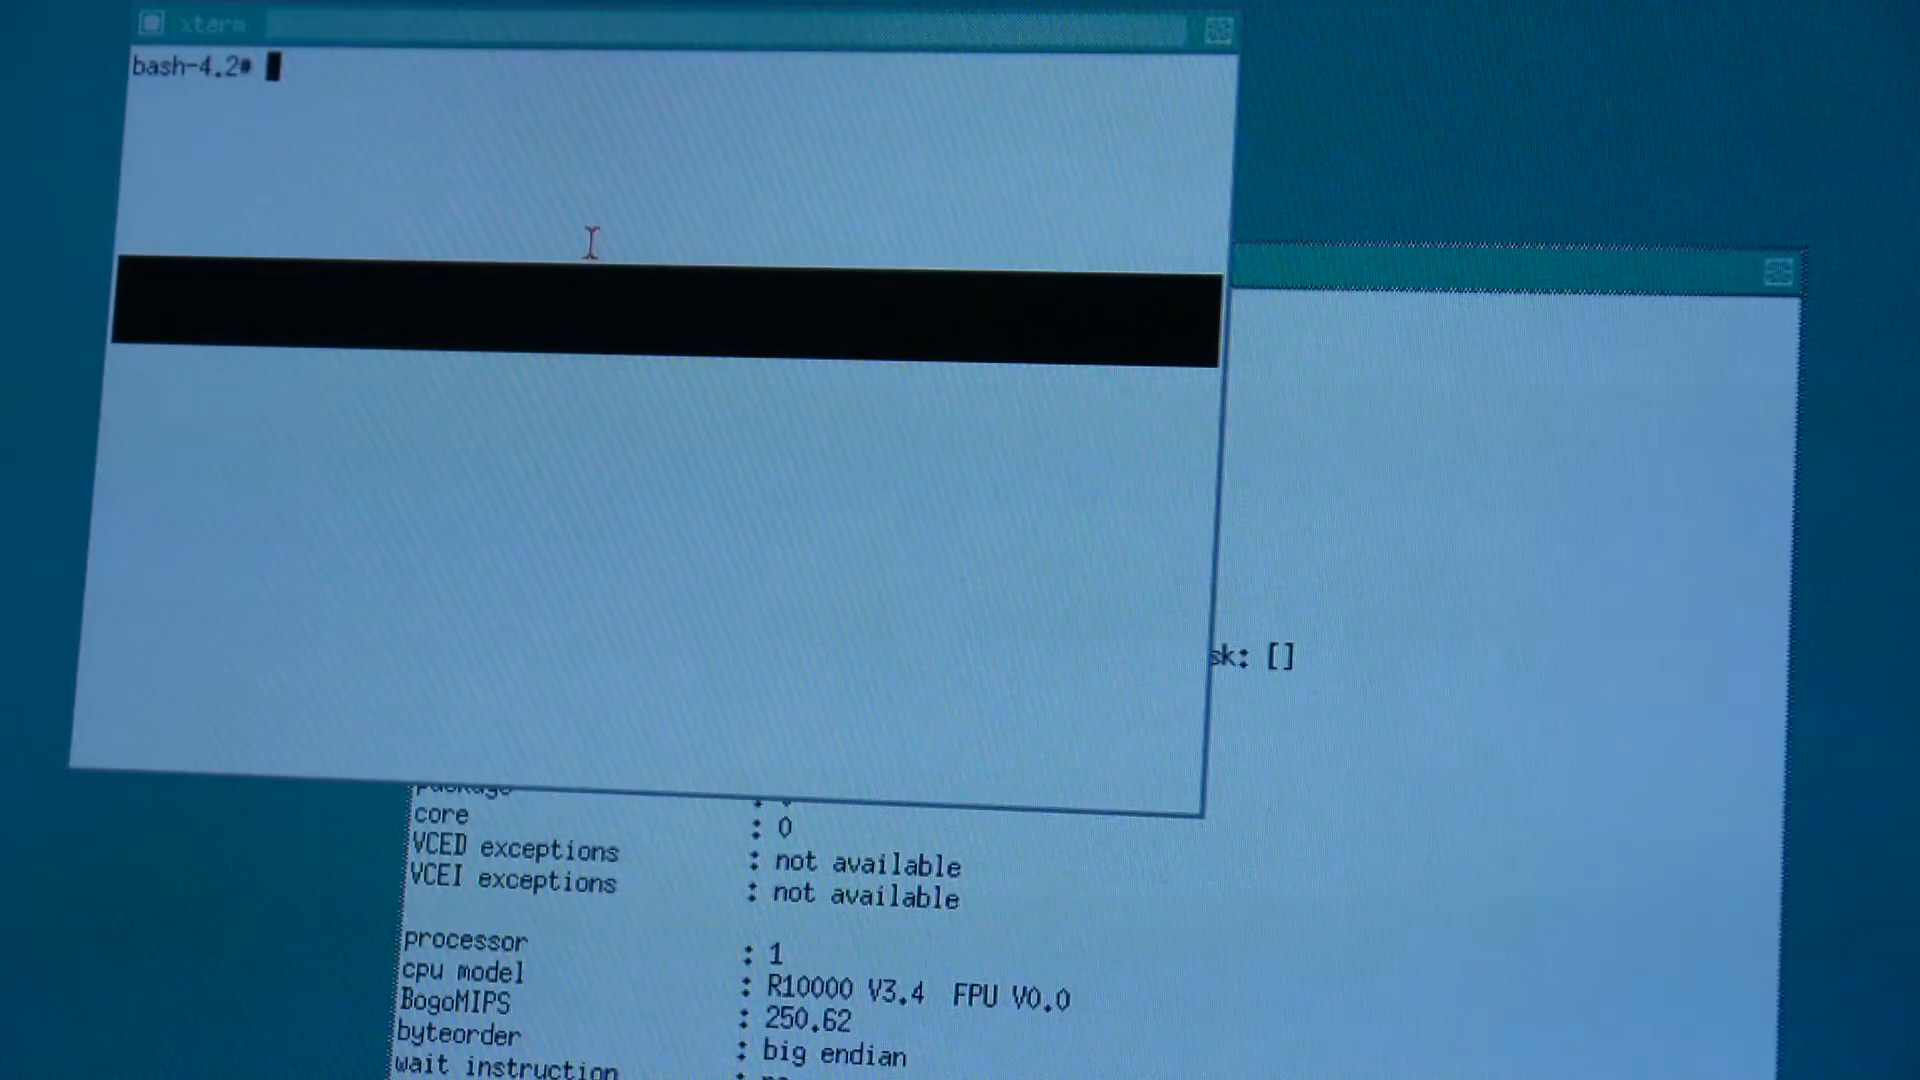 xterm
bash-4.2#
sk: []
package
core : 0
VCED exceptions : not available
VCEI exceptions : not available
processor : 1
cpu model : R10000 V3.4 FPU V0.0
BogoMIPS : 250.62
byteorder : big endian
wait instruction :